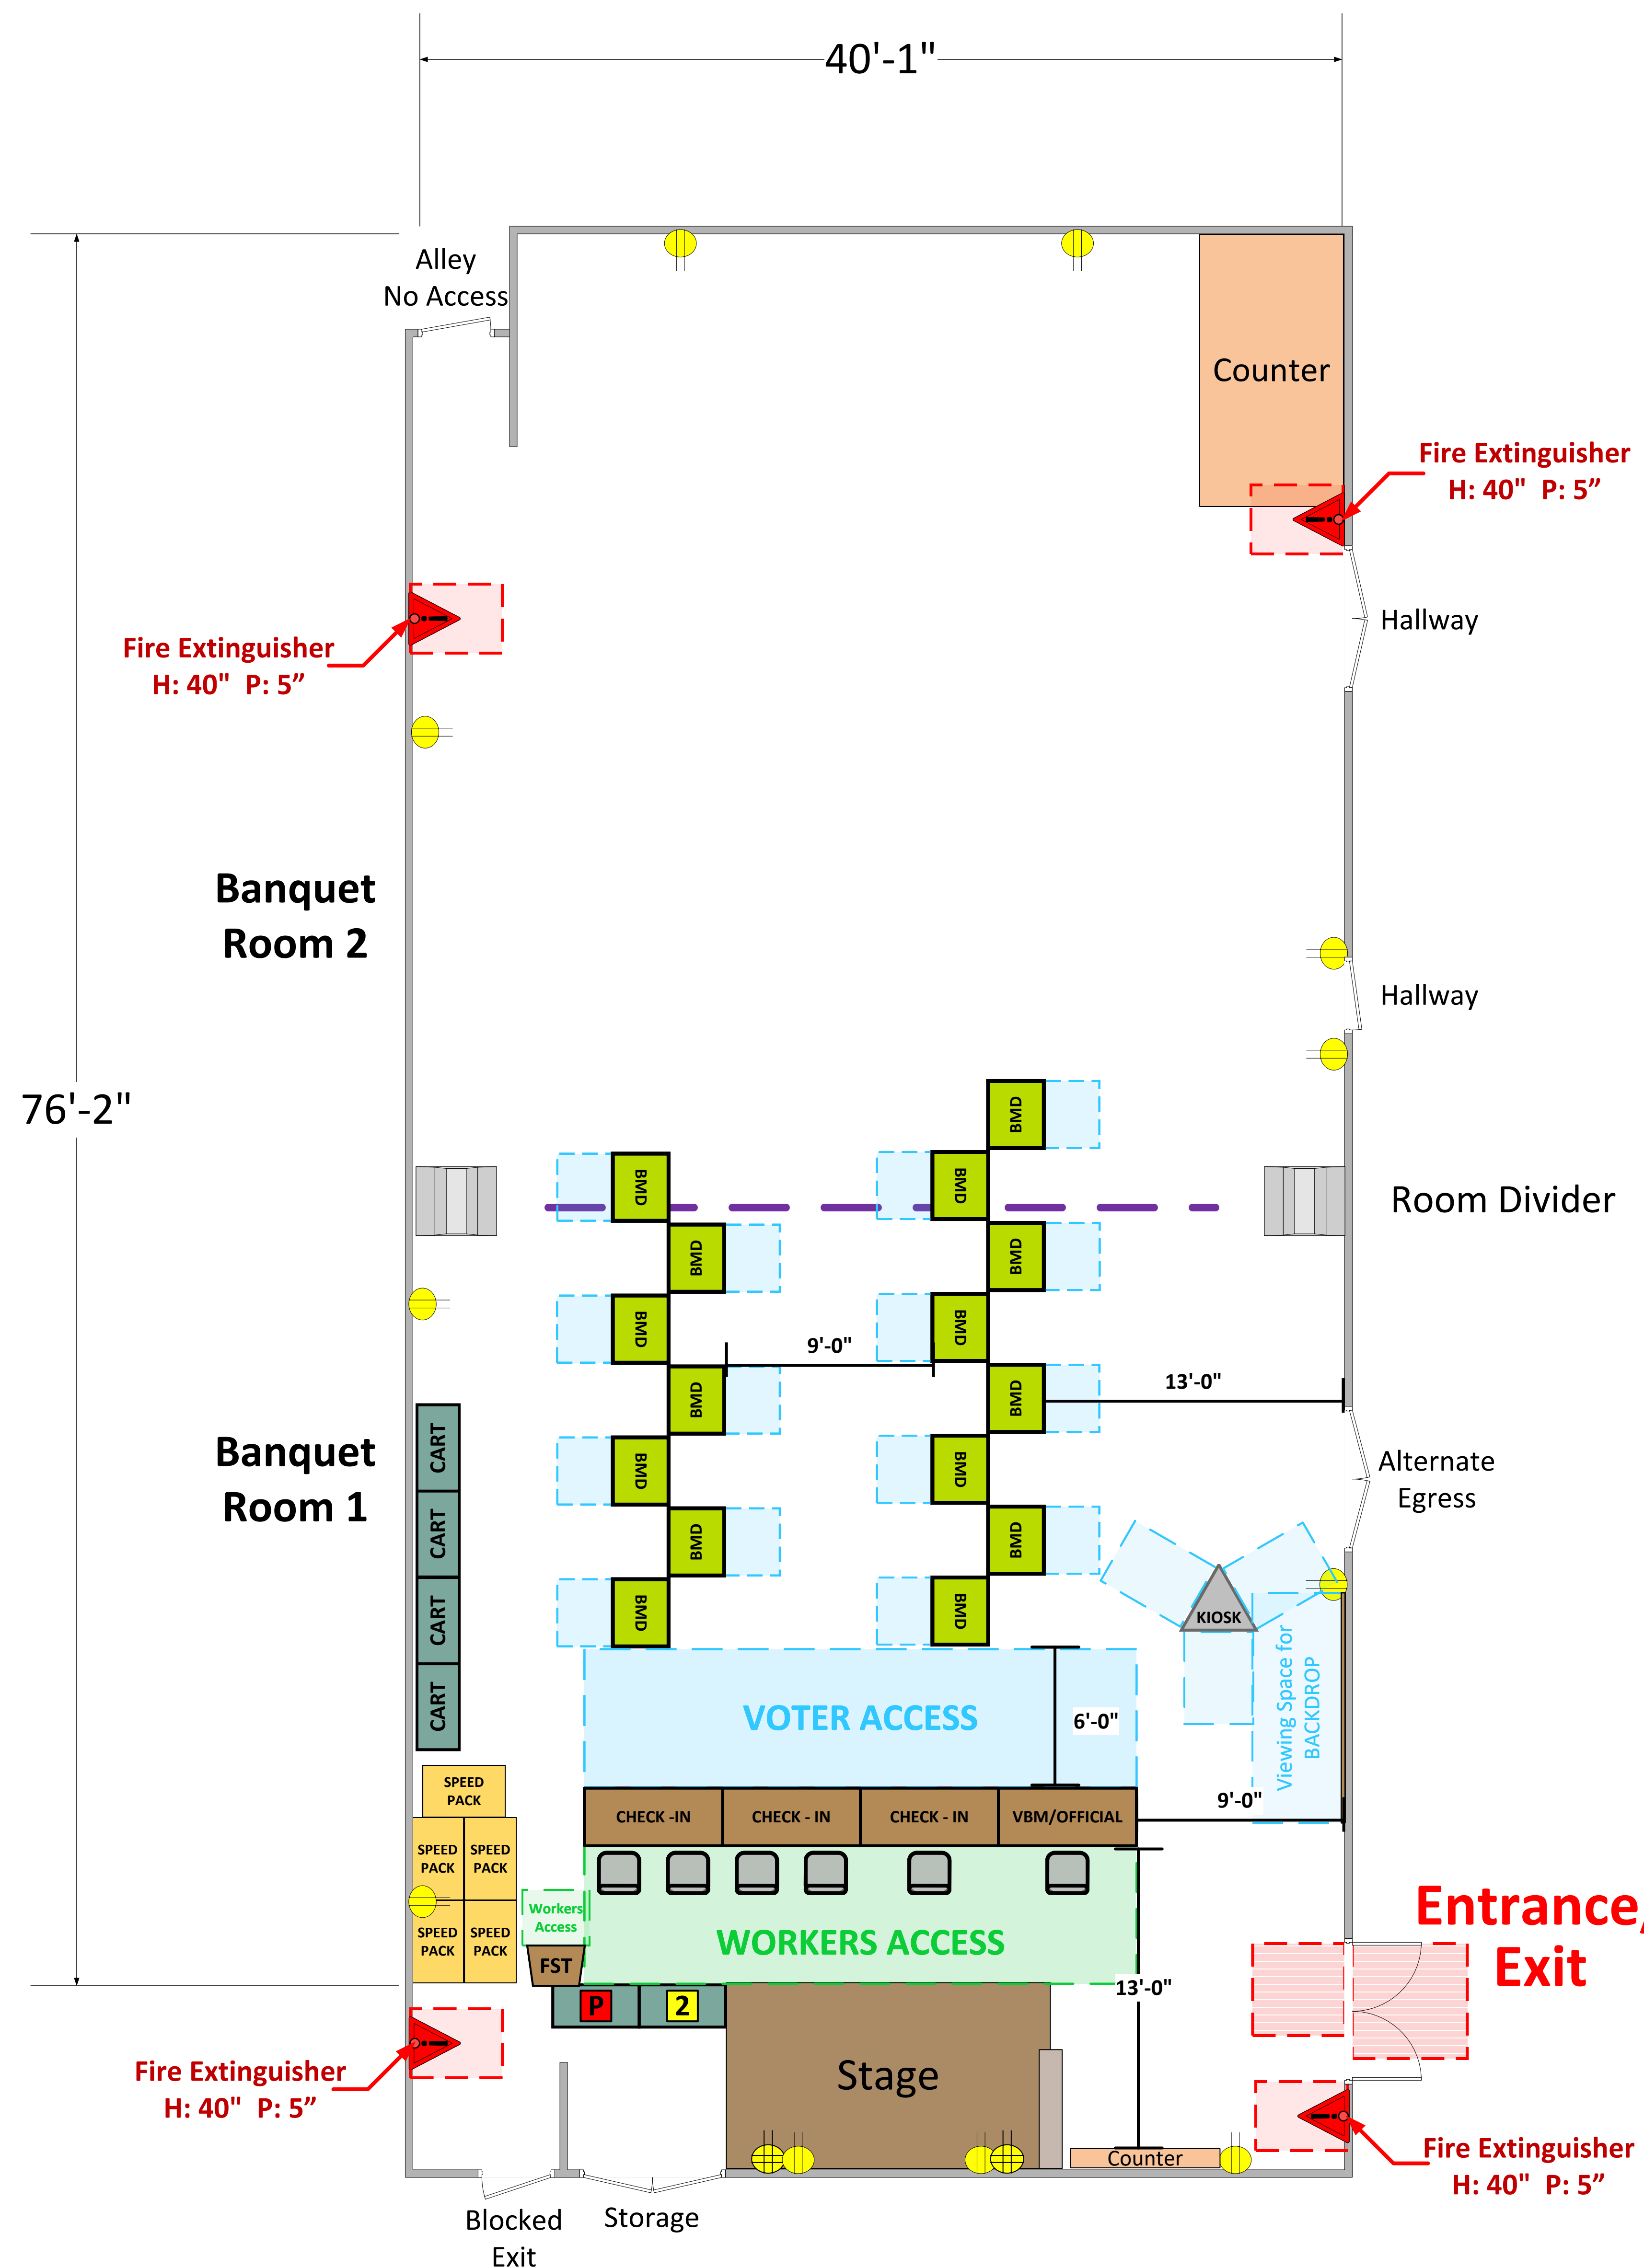 40'-1"
Alley
No Access
Counter
Fire Extinguisher
H: 40" P: 5”
Hallway
Fire Extinguisher
H: 40" P: 5”
Banquet
Room 2
Hallway
76'-2"
BMD
BMD
BMD
Room Divider
BMD
BMD
BMD
BMD
9'-0"
BMD
BMD
13'-0"
Banquet
Room 1
CART
CART
CART
CART
BMD
BMD
BMD
BMD
BMD
BMD
Alternate
Egress
KIOSK
Viewing Space for
BACKDROP
VOTER ACCESS
6'-0"
SPEED
PACK
SPEED
PACK
SPEED
PACK
SPEED
PACK
SPEED
PACK
CHECK -IN
CHECK - IN
CHECK - IN
VBM/OFFICIAL
9'-0"
Workers
Access
WORKERS ACCESS
FST
P
2
13'-0"
Entrance/
Exit
Stage
Fire Extinguisher
H: 40" P: 5”
Counter
Fire Extinguisher
H: 40" P: 5”
Blocked
Exit
Storage